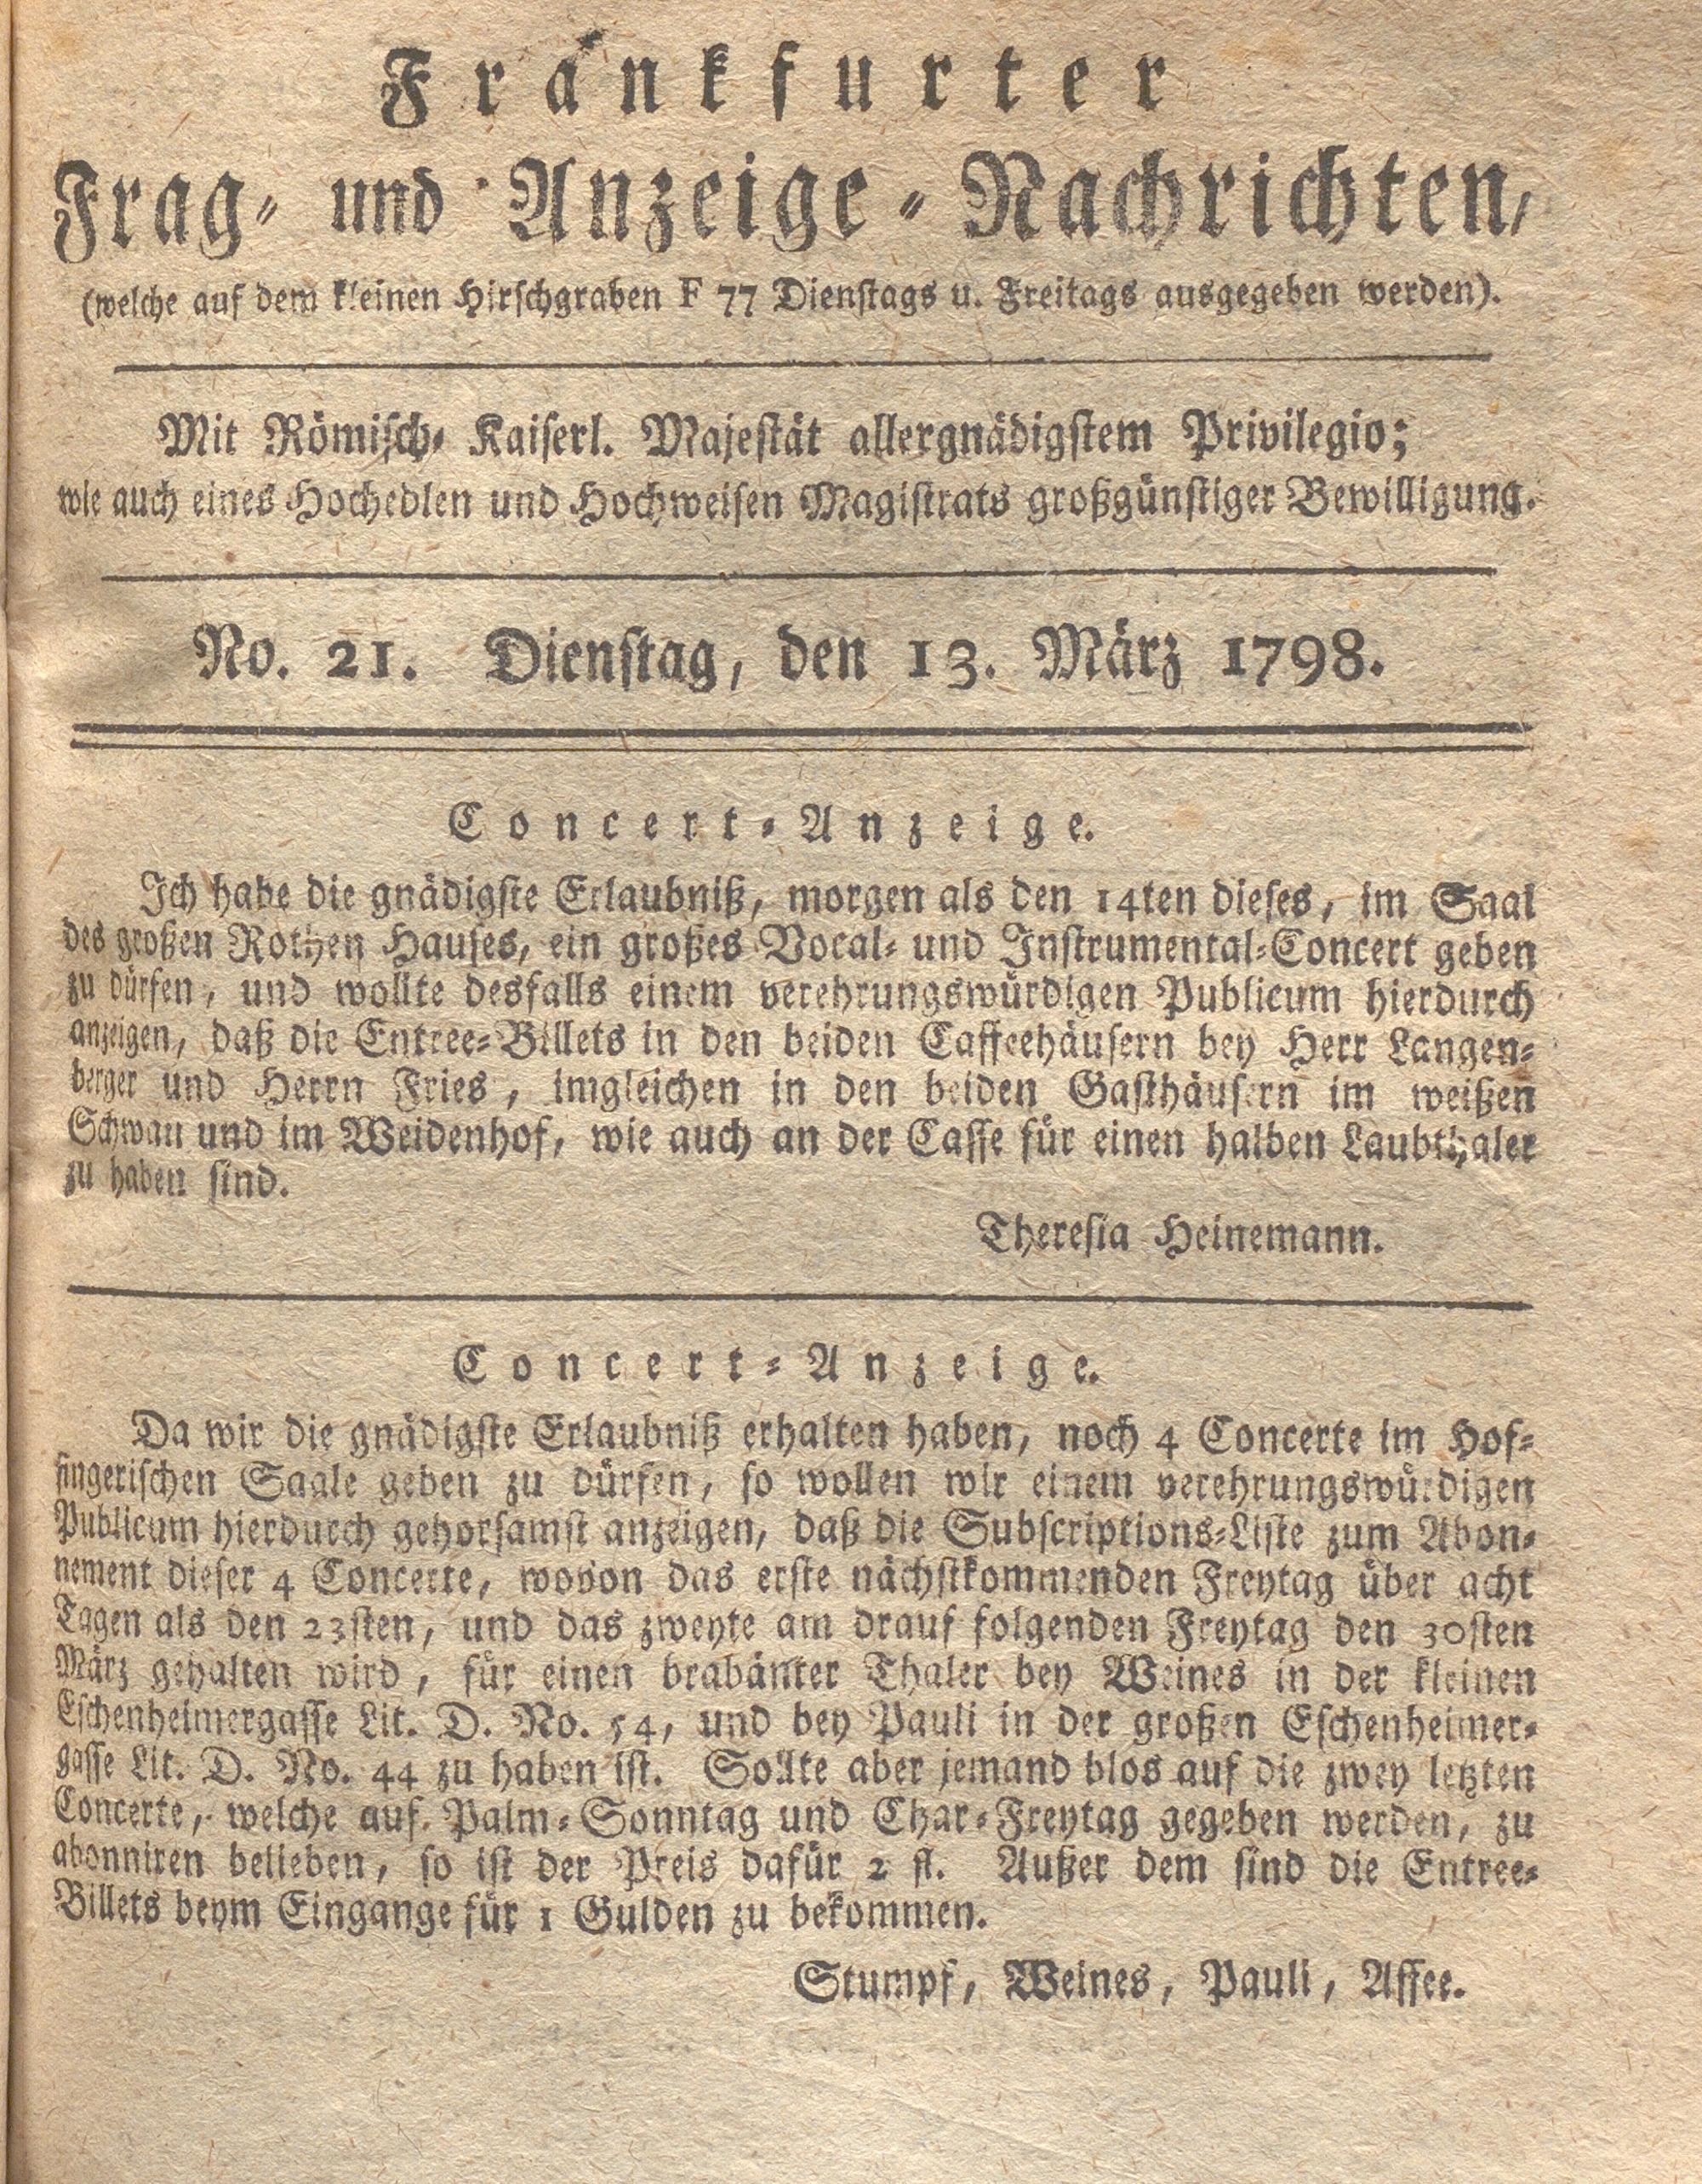 Frankfurter
Frag- und Anzeige-Nachrichten,
(welche auf dem kleinen Hirschgraben F 77 Dienstags u. Freitags ausgegeben werden).
Mit Römisch- Kaiserl. Majestät allergnädigstem Privilegio;
wie auch eines Hochedlen und Hochweisen Magistrats großgünstiger Bewilligung.
No. 21. Dienstag, den 13. März 1798.
Concert-Anzeige.
Ich habe die gnädigste Erlaubniß, morgen als den 14ten dieses, im Saal
des großen Rothen Hauses, ein großes Vocal- und Instrumental-Concert geben
zu dürfen, und wollte desfalls einem verehrungswürdigen Publicum hierdurch
anzeigen, daß die Entree-Billets in den beiden Caffeehäusern bey Herr Langen-
berger und Herrn Fries, imgleichen in den beiden Gasthäusern im weißen
Schwan und im Weidenhof, wie auch an der Casse für einen halben Laubthaler
zu haben sind.
Theresia Heinemann.
Concert-Anzeige.
Da wir die gnädigste Erlaubniß erhalten haben, noch 4 Concerte im Hof-
fingerischen Saale geben zu dürfen, so wollen wir einem verehrungswürdigen
Publicum hierdurch gehorsamst anzeigen, daß die Subscriptions-Liste zum Abon-
nement dieser 4 Concerte, wovon das erste nächstkommenden Freytag über acht
Tagen als den 23sten, und das zweyte am drauf folgenden Freytag den 30sten
März gehalten wird, für einen brabänter Thaler bey Weines in der kleinen
Eschenheimergasse Lit. D. No. 54, und bey Pauli in der großen Eschenheimer-
gasse Lit. D. No. 44 zu haben ist. Sollte aber jemand blos auf die zwey letzten
Concerte, welche auf Palm-Sonntag und Char-Freytag gegeben werden, zu
abonniren belieben, so ist der Preis dafür 2 fl. Außer dem sind die Entree-
Billets beym Eingange für 1 Gulden zu bekommen.
Stumpf, Weines, Pauli, Affee.